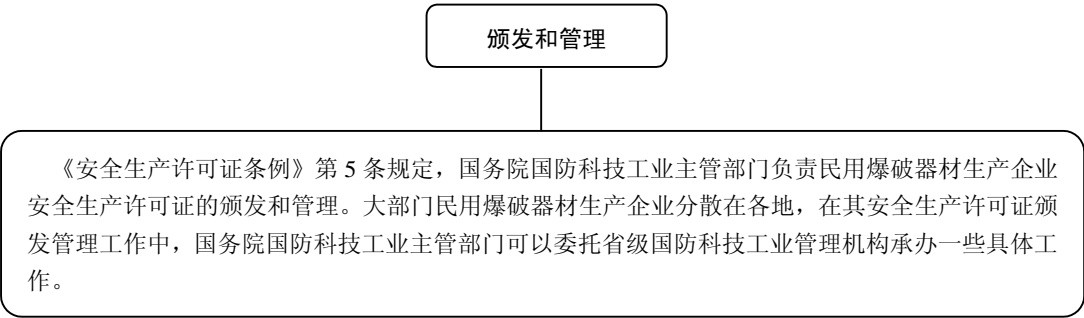 颁发和管理
《安全生产许可证条例》第 5 条规定，国务院国防科技工业主管部门负责民用爆破器材生产企业
安全生产许可证的颁发和管理。大部门民用爆破器材生产企业分散在各地，在其安全生产许可证颁
发管理工作中，国务院国防科技工业主管部门可以委托省级国防科技工业管理机构承办一些具体工
作。